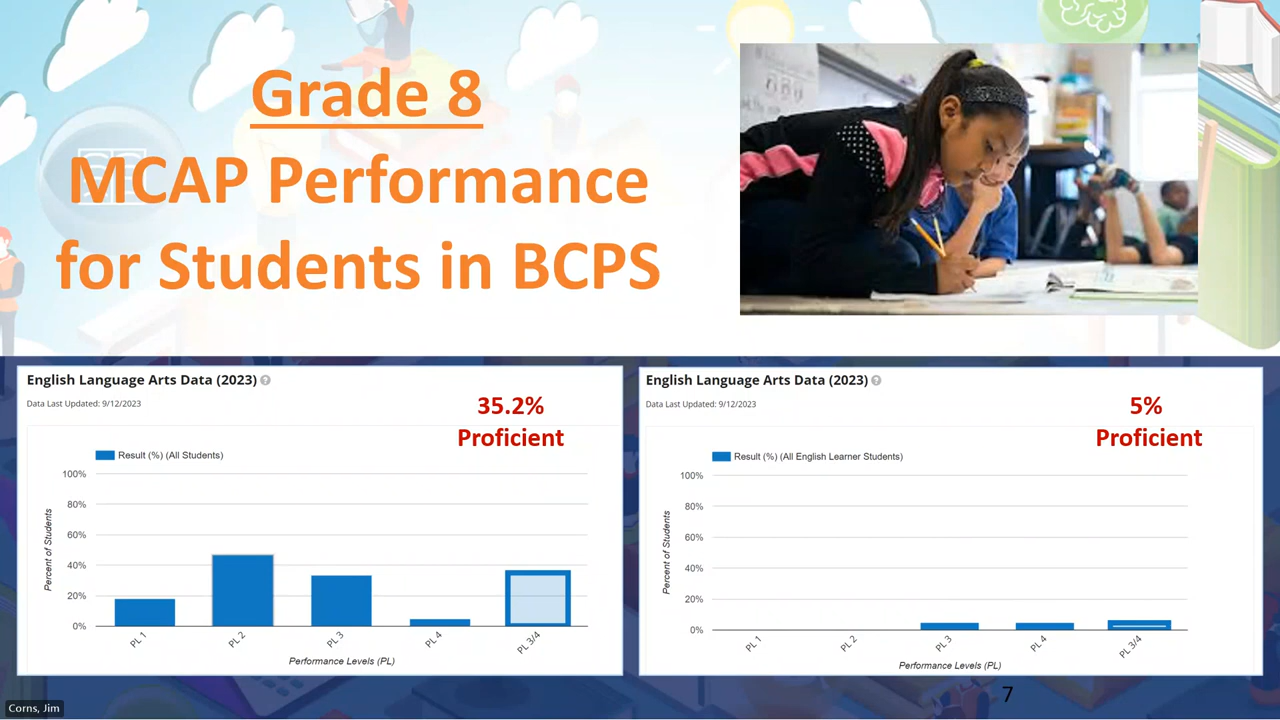 Grade 8
MCAP Performance
for Students in BCPS
English Language Arts Data (2023) ?
Data Last Updated: 9/12/2023
35.2%
Proficient
Result (%) (All Students)
100%
80%
60%
40%
20%
0%
Percent of Students
PL 1
PL 2
PL 3
PL 4
PL 3/4
Performance Levels (PL)
English Language Arts Data (2023) ?
Data Last Updated: 9/12/2023
5%
Proficient
Result (%) (All English Learner Students)
100%
80%
60%
40%
20%
0%
Percent of Students
PL 1
PL 2
PL 3
PL 4
PL 3/4
Performance Levels (PL)
7
Corns, Jim